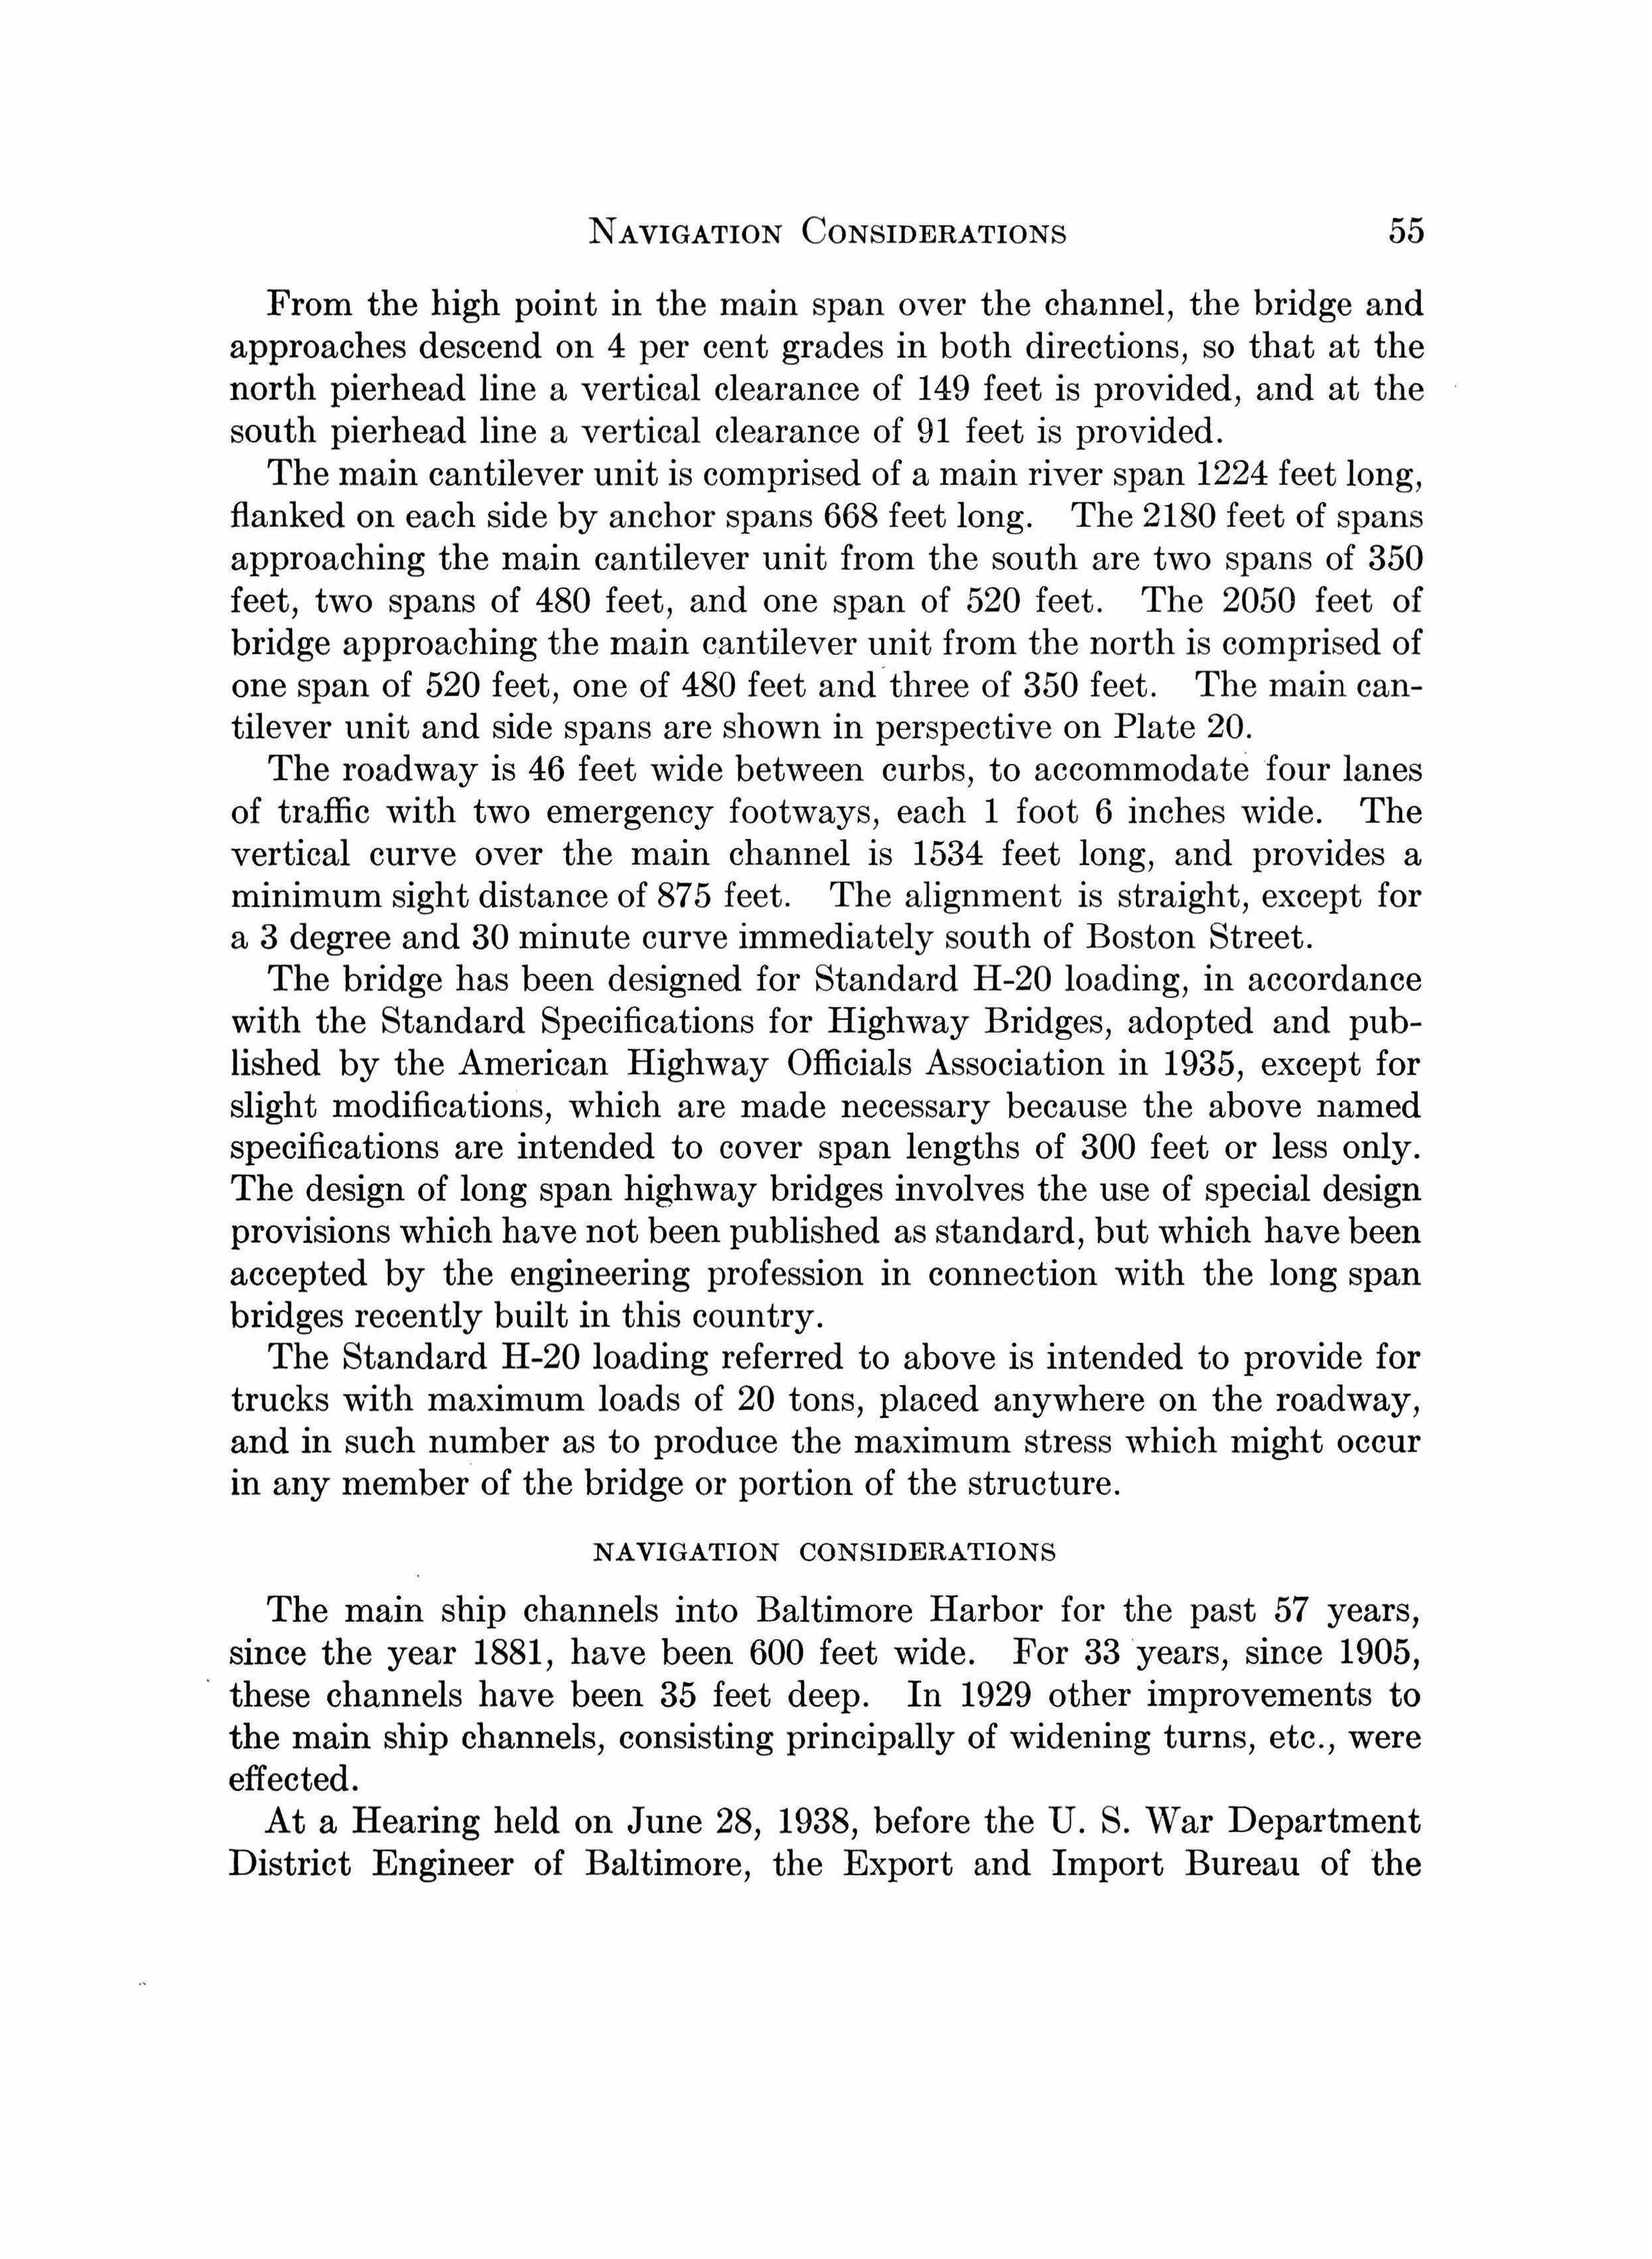 Navigation Considerations 55
From the high point in the main span over the channel, the bridge and
approaches descend on 4 per cent grades in both directions, so that at the
north pierhead line a vertical clearance of 149 feet is provided, and at the
south pierhead line a vertical clearance of 91 feet is provided.
The main cantilever unit is comprised of a main river span 1224 feet long,
flanked on each side by anchor spans 668 feet long. The 2180 feet of spans
approaching the main cantilever unit from the south are two spans of 350
feet, two spans of 480 feet, and one span of 520 feet. The 2050 feet of
bridge approaching the main cantilever unit from the north is comprised of
one span of 520 feet, one of 480 feet and three of 350 feet. The main can-
tilever unit and side spans are shown in perspective on Plate 20.
The roadway is 46 feet wide between curbs, to accommodate four lanes
of traffic with two emergency footways, each 1 foot 6 inches wide. The
vertical curve over the main channel is 1534 feet long, and provides a
minimum sight distance of 875 feet. The alignment is straight, except for
a 3 degree and 30 minute curve immediately south of Boston Street.
The bridge has been designed for Standard H-20 loading, in accordance
with the Standard Specifications for Highway Bridges, adopted and pub-
lished by the American Highway Officials Association in 1935, except for
slight modifications, which are made necessary because the above named
specifications are intended to cover span lengths of 300 feet or less only.
The design of long span highway bridges involves the use of special design
provisions which have not been published as standard, but which have been
accepted by the engineering profession in connection with the long span
bridges recently built in this country.
The Standard H-20 loading referred to above is intended to provide for
trucks with maximum loads of 20 tons, placed anywhere on the roadway,
and in such number as to produce the maximum stress which might occur
in any member of the bridge or portion of the structure.
NAVIGATION CONSIDERATIONS
The main ship channels into Baltimore Harbor for the past 57 years,
since the year 1881, have been 600 feet wide. For 33 years, since 1905,
these channels have been 35 feet deep. In 1929 other improvements to
the main ship channels, consisting principally of widening turns, etc., were
effected.
At a Hearing held on June 28, 1938, before the U. S. War Department
District Engineer of Baltimore, the Export and Import Bureau of the